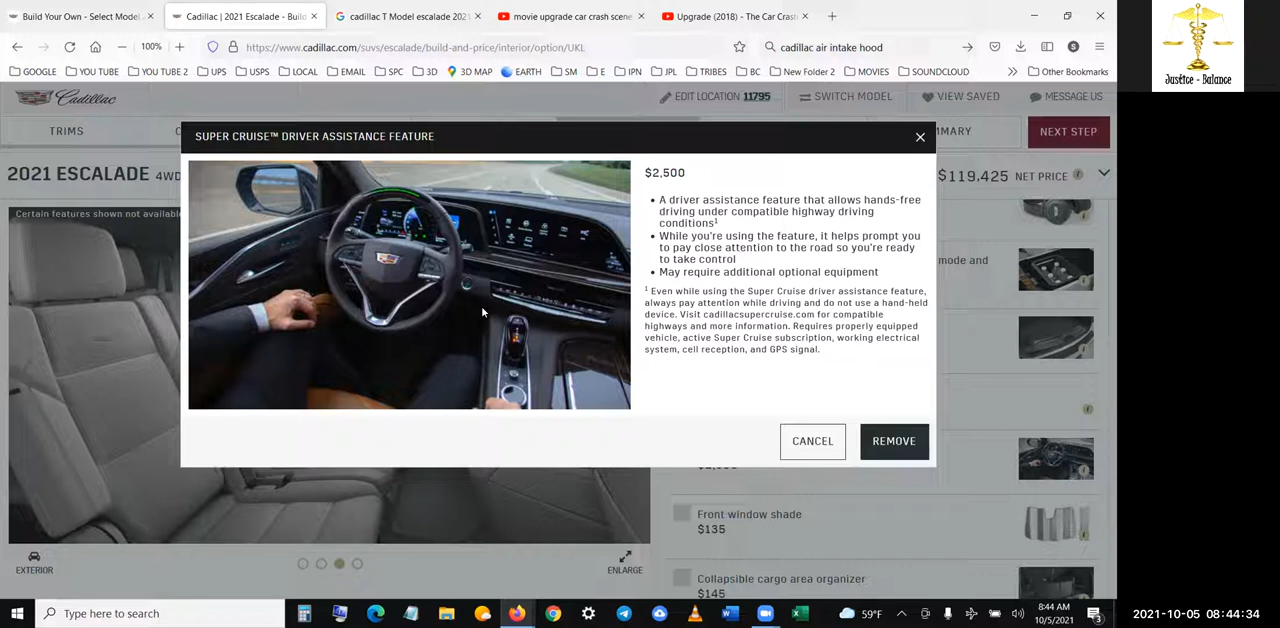 Build Your Own - Select Model
Cadillac | 2021 Escalade - Build
cadillac T Model escalade 2021
movie upgrade car crash scene
Upgrade (2018) - The Car Crash
100%
https://www.cadillac.com/suvs/escalade/build-and-price/interior/option/UKL
cadillac air intake hood
GOOGLE
YOU TUBE
YOU TUBE 2
UPS
USPS
LOCAL
EMAIL
SPC
3D
3D MAP
EARTH
SM
E
IPN
JPL
TRIBES
BC
New Folder 2
MOVIES
SOUNDCLOUD
Other Bookmarks
Justice - Balance
Cadillac
EDIT LOCATION 11795
SWITCH MODEL
VIEW SAVED
MESSAGE US
TRIMS
MMARY
NEXT STEP
2021 ESCALADE 4WD
$119,425 NET PRICE
Certain features shown not available
SUPER CRUISE™ DRIVER ASSISTANCE FEATURE
$2,500
• A driver assistance feature that allows hands-free
driving under compatible highway driving
conditions1
• While you're using the feature, it helps prompt you
to pay close attention to the road so you're ready
to take control
• May require additional optional equipment
1 Even while using the Super Cruise driver assistance feature,
always pay attention while driving and do not use a hand-held
device. Visit cadillacsupercruise.com for compatible
highways and more information. Requires properly equipped
vehicle, active Super Cruise subscription, working electrical
system, cell reception, and GPS signal.
mode and
CANCEL
REMOVE
Front window shade
$135
Collapsible cargo area organizer
$145
EXTERIOR
ENLARGE
Type here to search
59°F
8:44 AM
10/5/2021
3
2021-10-05 08:44:34